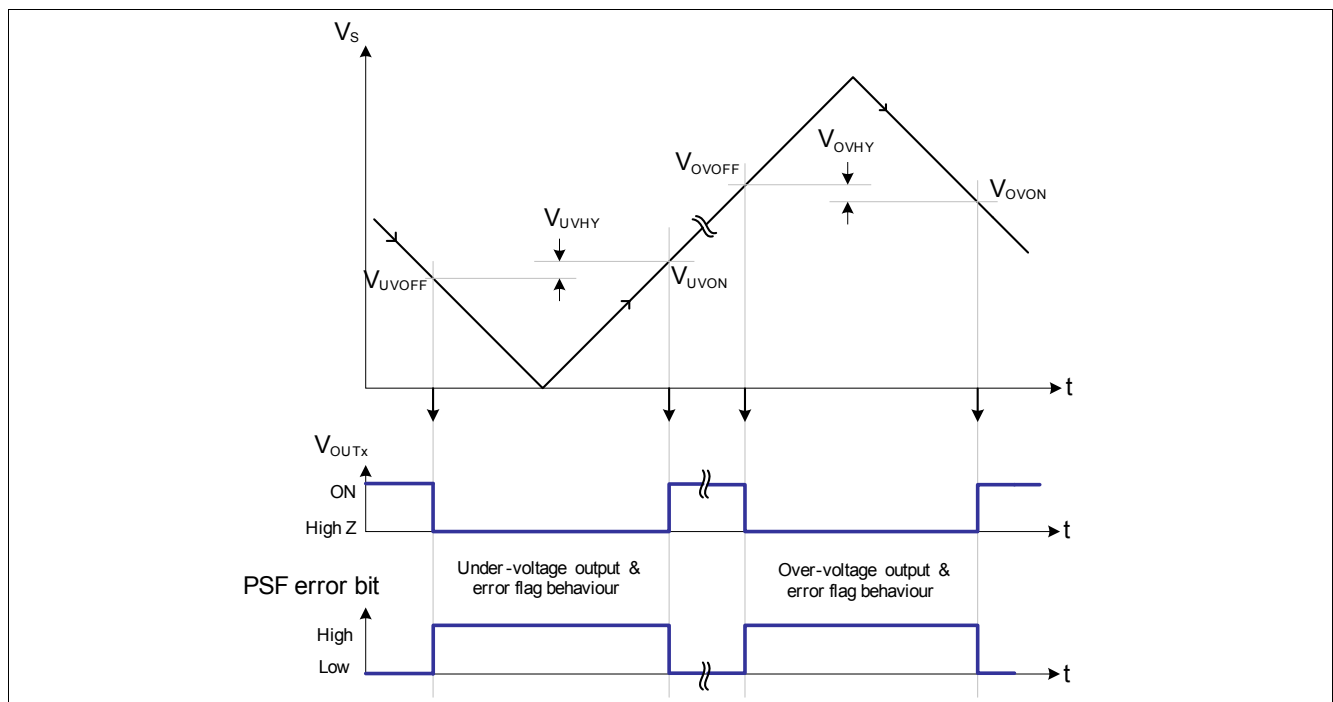 VS
VOVHY
VOVOFF
VOVON
VUVHY
VUVOFF
VUVON
t
VOUTx
ON
High Z
t
Under-voltage output &
error flag behaviour
Over-voltage output &
error flag behaviour
PSF error bit
High
Low
t